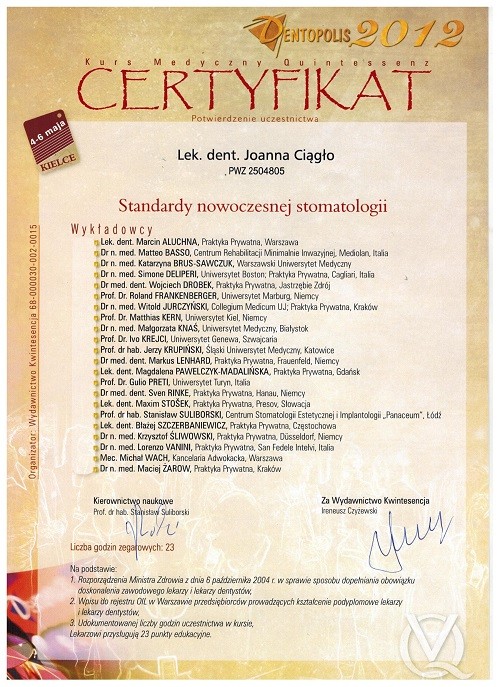 DENTOPOLIS 2012
Kurs Medyczny Quintessenz
CERTYFIKAT
Potwierdzenie uczestnictwa
4-6 maja
KIELCE
Lek. dent. Joanna Ciągło
PWZ 2504805
Standardy nowoczesnej stomatologii
Wykładowcy
Lek. dent. Marcin ALUCHNA, Praktyka Prywatna, Warszawa
Dr n. med. Matteo BASSO, Centrum Rehabilitacji Minimalnie Inwazyjnej, Mediolan, Italia
Dr n. med. Katarzyna BRUS-SAWCZUK, Warszawski Uniwersytet Medyczny
Dr n. med. Simone DELIPERI, Uniwersytet Boston; Praktyka Prywatna, Cagliari, Italia
Dr med. dent. Wojciech DROBEK, Praktyka Prywatna, Jastrzębie Zdrój
Prof. Dr. Roland FRANKENBERGER, Uniwersytet Marburg, Niemcy
Dr n. med. Witold JURCZYŃSKI, Collegium Medicum UJ; Praktyka Prywatna, Kraków
Prof. Dr. Matthias KERN, Uniwersytet Kiel, Niemcy
Dr n. med. Małgorzata KNAŚ, Uniwersytet Medyczny, Białystok
Prof. Dr. Ivo KREJCI, Uniwersytet Genewa, Szwajcaria
Prof. dr hab. Jerzy KRUPIŃSKI, Śląski Uniwersytet Medyczny, Katowice
Dr med. dent. Markus LENHARD, Praktyka Prywatna, Frauenfeld, Niemcy
Lek. dent. Magdalena PAWELCZYK-MADALIŃSKA, Praktyka Prywatna, Gdańsk
Prof. Dr. Gulio PRETI, Uniwersytet Turyn, Italia
Dr med. dent. Sven RINKE, Praktyka Prywatna, Hanau, Niemcy
Lek. dent. Maxim STOŠEK, Praktyka Prywatna, Presov, Słowacja
Prof. dr hab. Stanisław SULIBORSKI, Centrum Stomatologii Estetycznej i Implantologii „Panaceum”, Łódź
Lek. dent. Błażej SZCZERBANIEWICZ, Praktyka Prywatna, Częstochowa
Dr n. med. Krzysztof ŚLIWOWSKI, Praktyka Prywatna, Düsseldorf, Niemcy
Dr n. med. Lorenzo VANINI, Praktyka Prywatna, San Fedele Intelvi, Italia
Mec. Michał WACH, Kancelaria Adwokacka, Warszawa
Dr n. med. Maciej ŻAROW, Praktyka Prywatna, Kraków
Organizator: Wydawnictwo Kwintesencja 68-000030-002-0015
Kierownictwo naukowe
Prof. dr hab. Stanisław Suliborski
Za Wydawnictwo Kwintesencja
Ireneusz Czyżewski
Liczba godzin zegarowych: 23
Na podstawie:
1. Rozporządzenia Ministra Zdrowia z dnia 6 października 2004 r. w sprawie sposobu dopełniania obowiązku
doskonalenia zawodowego lekarzy i lekarzy dentystów,
2. Wpisu do rejestru OIL w Warszawie przedsiębiorców prowadzących kształcenie podyplomowe lekarzy
i lekarzy dentystów,
3. Udokumentowanej liczby godzin uczestnictwa w kursie,
Lekarzowi przysługują 23 punkty edukacyjne.